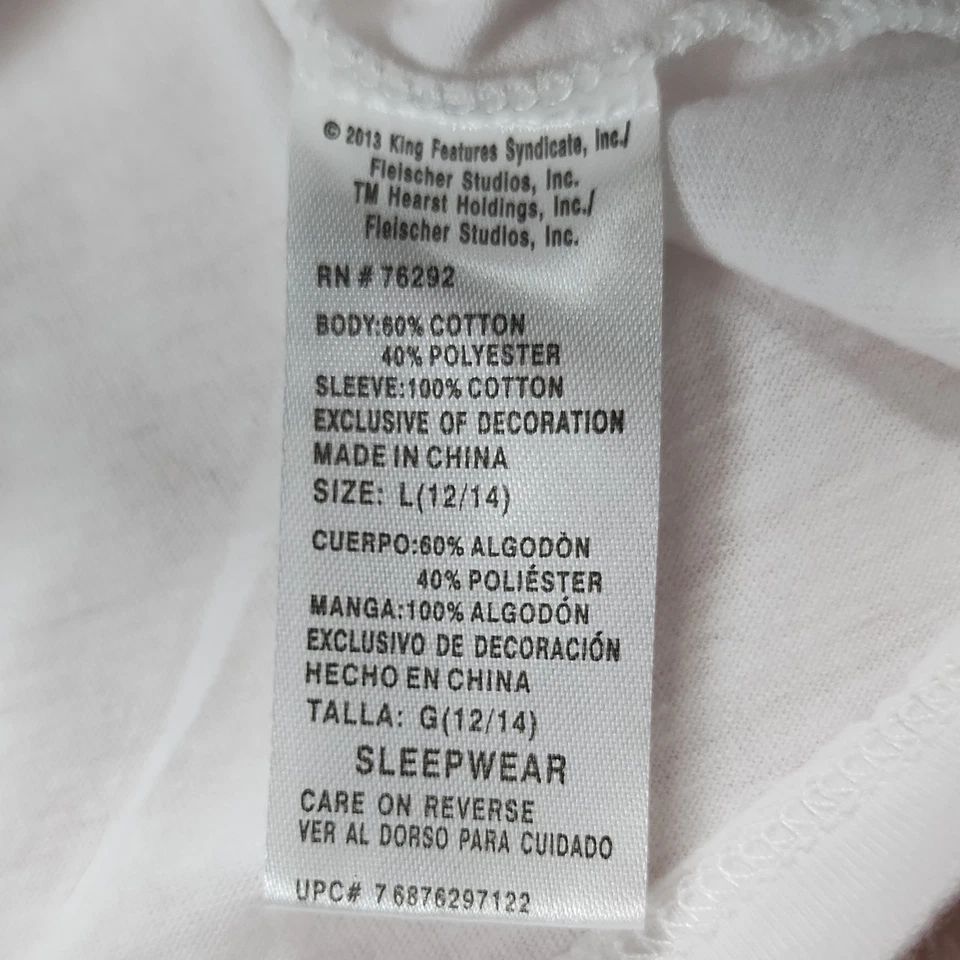 © 2013 King Features Syndicate, Inc./
Fleischer Studios, Inc.
TM Hearst Holdings, Inc./
Fleischer Studios, Inc.
RN # 76292
BODY:60% COTTON
40% POLYESTER
SLEEVE:100% COTTON
EXCLUSIVE OF DECORATION
MADE IN CHINA
SIZE: L(12/14)
CUERPO:60% ALGODÒN
40% POLIÉSTER
MANGA:100% ALGODÓN
EXCLUSIVO DE DECORACIÓN
HECHO EN CHINA
TALLA: G(12/14)
SLEEPWEAR
CARE ON REVERSE
VER AL DORSO PARA CUIDADO
UPC# 7 6876297122